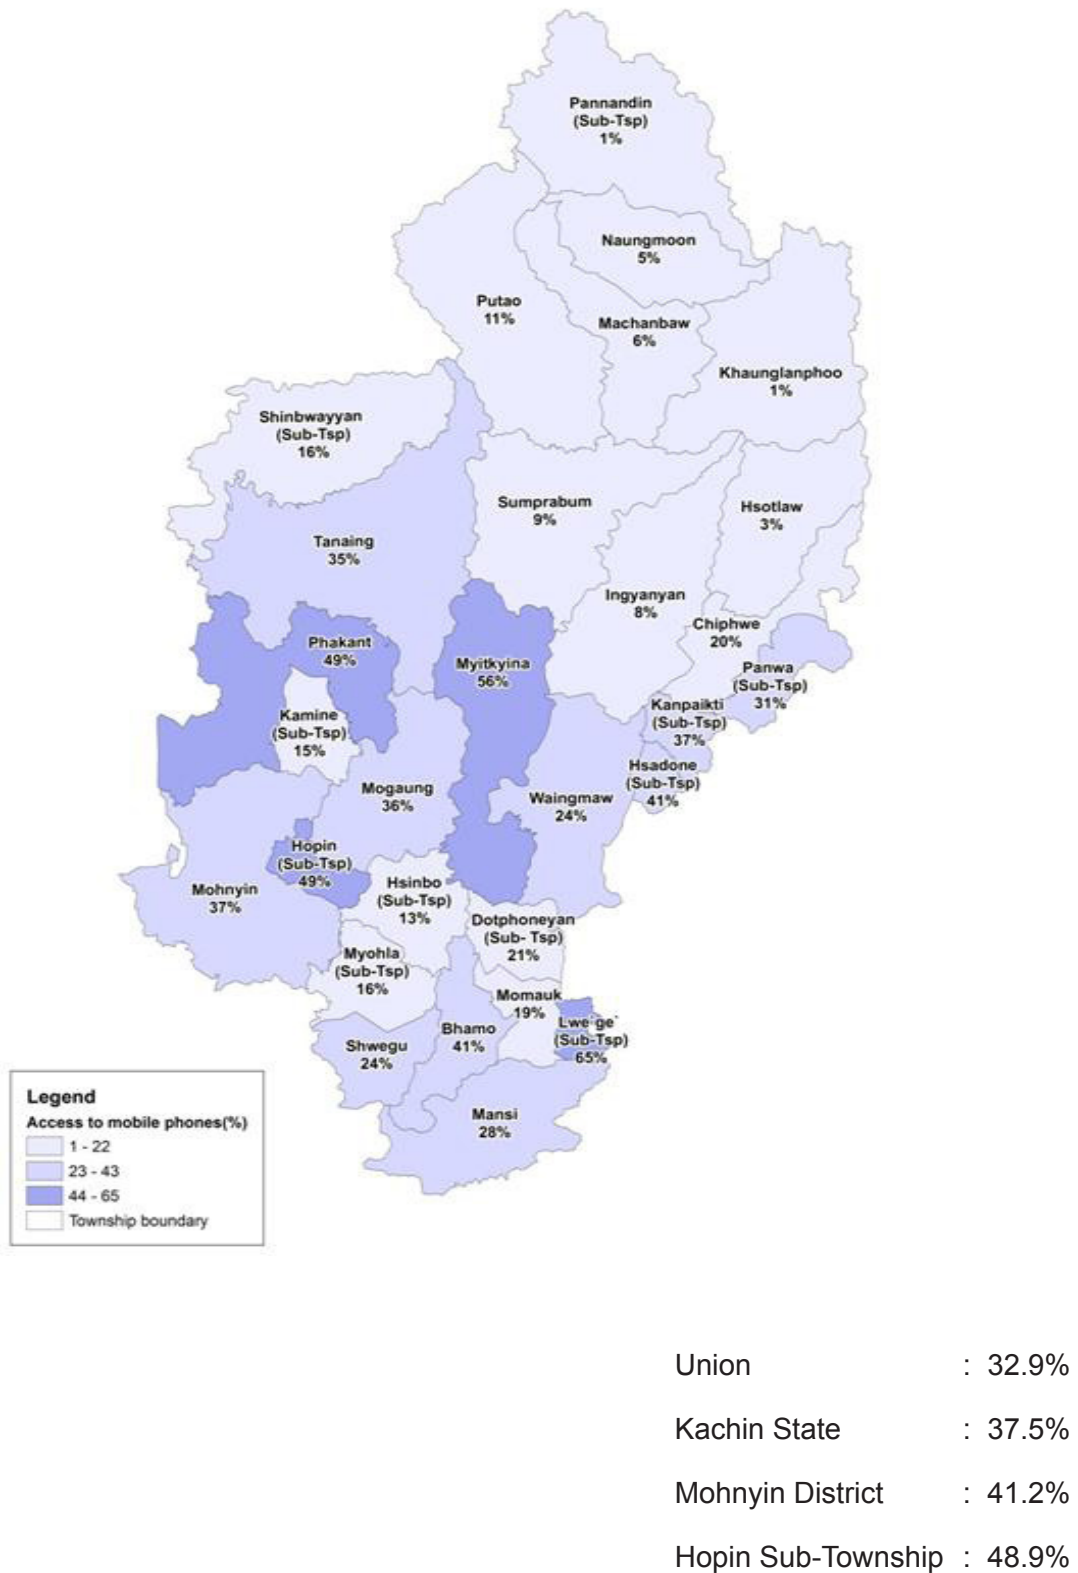 Pannandin
(Sub-Tsp)
1%
Naungmoon
5%
Putao
11%
Machanbaw
6%
Khaunglanphoo
1%
Shinbwayyan
(Sub-Tsp)
16%
Sumprabum
9%
Hsotlaw
3%
Tanaing
35%
Ingyanyan
8%
Chiphwe
20%
Phakant
49%
Myitkyina
56%
Panwa
(Sub-Tsp)
31%
Kanpaikti
(Sub-Tsp)
37%
Kamine
(Sub-Tsp)
15%
Hsadone
(Sub-Tsp)
41%
Mogaung
36%
Waingmaw
24%
Hopin
(Sub-Tsp)
49%
Mohnyin
37%
Hsinbo
(Sub-Tsp)
13%
Dotphoneyan
(Sub- Tsp)
21%
Myohla
(Sub-Tsp)
16%
Momauk
19%
Lwe`ge`
(Sub-Tsp)
65%
Bhamo
41%
Shwegu
24%
Mansi
28%
Legend
Access to mobile phones(%)
1 - 22
23 - 43
44 - 65
Township boundary
Union : 32.9%
Kachin State : 37.5%
Mohnyin District : 41.2%
Hopin Sub-Township : 48.9%